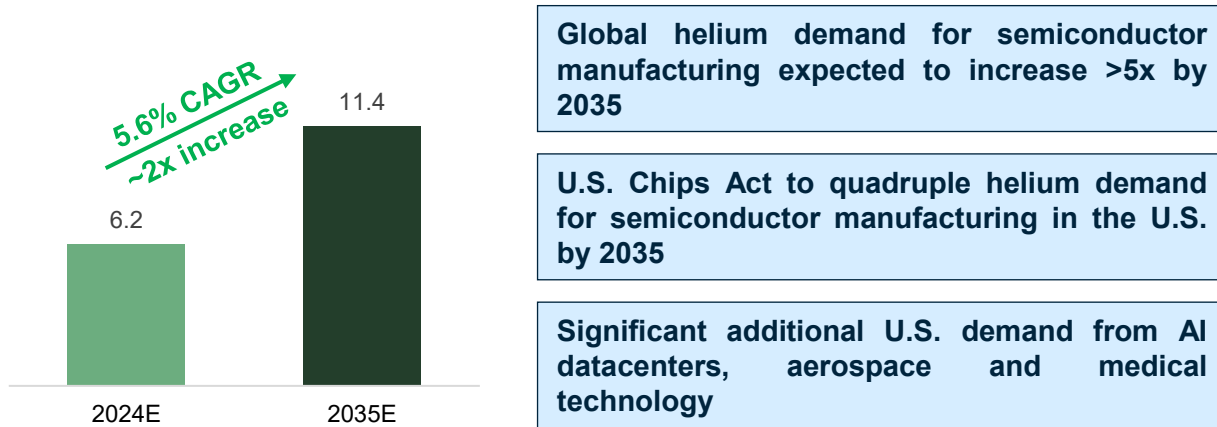 5.6% CAGR
~2x increase
11.4
6.2
2024E
2035E
Global helium demand for semiconductor
manufacturing expected to increase >5x by
2035
U.S. Chips Act to quadruple helium demand
for semiconductor manufacturing in the U.S.
by 2035
Significant additional U.S. demand from AI
datacenters, aerospace and medical
technology